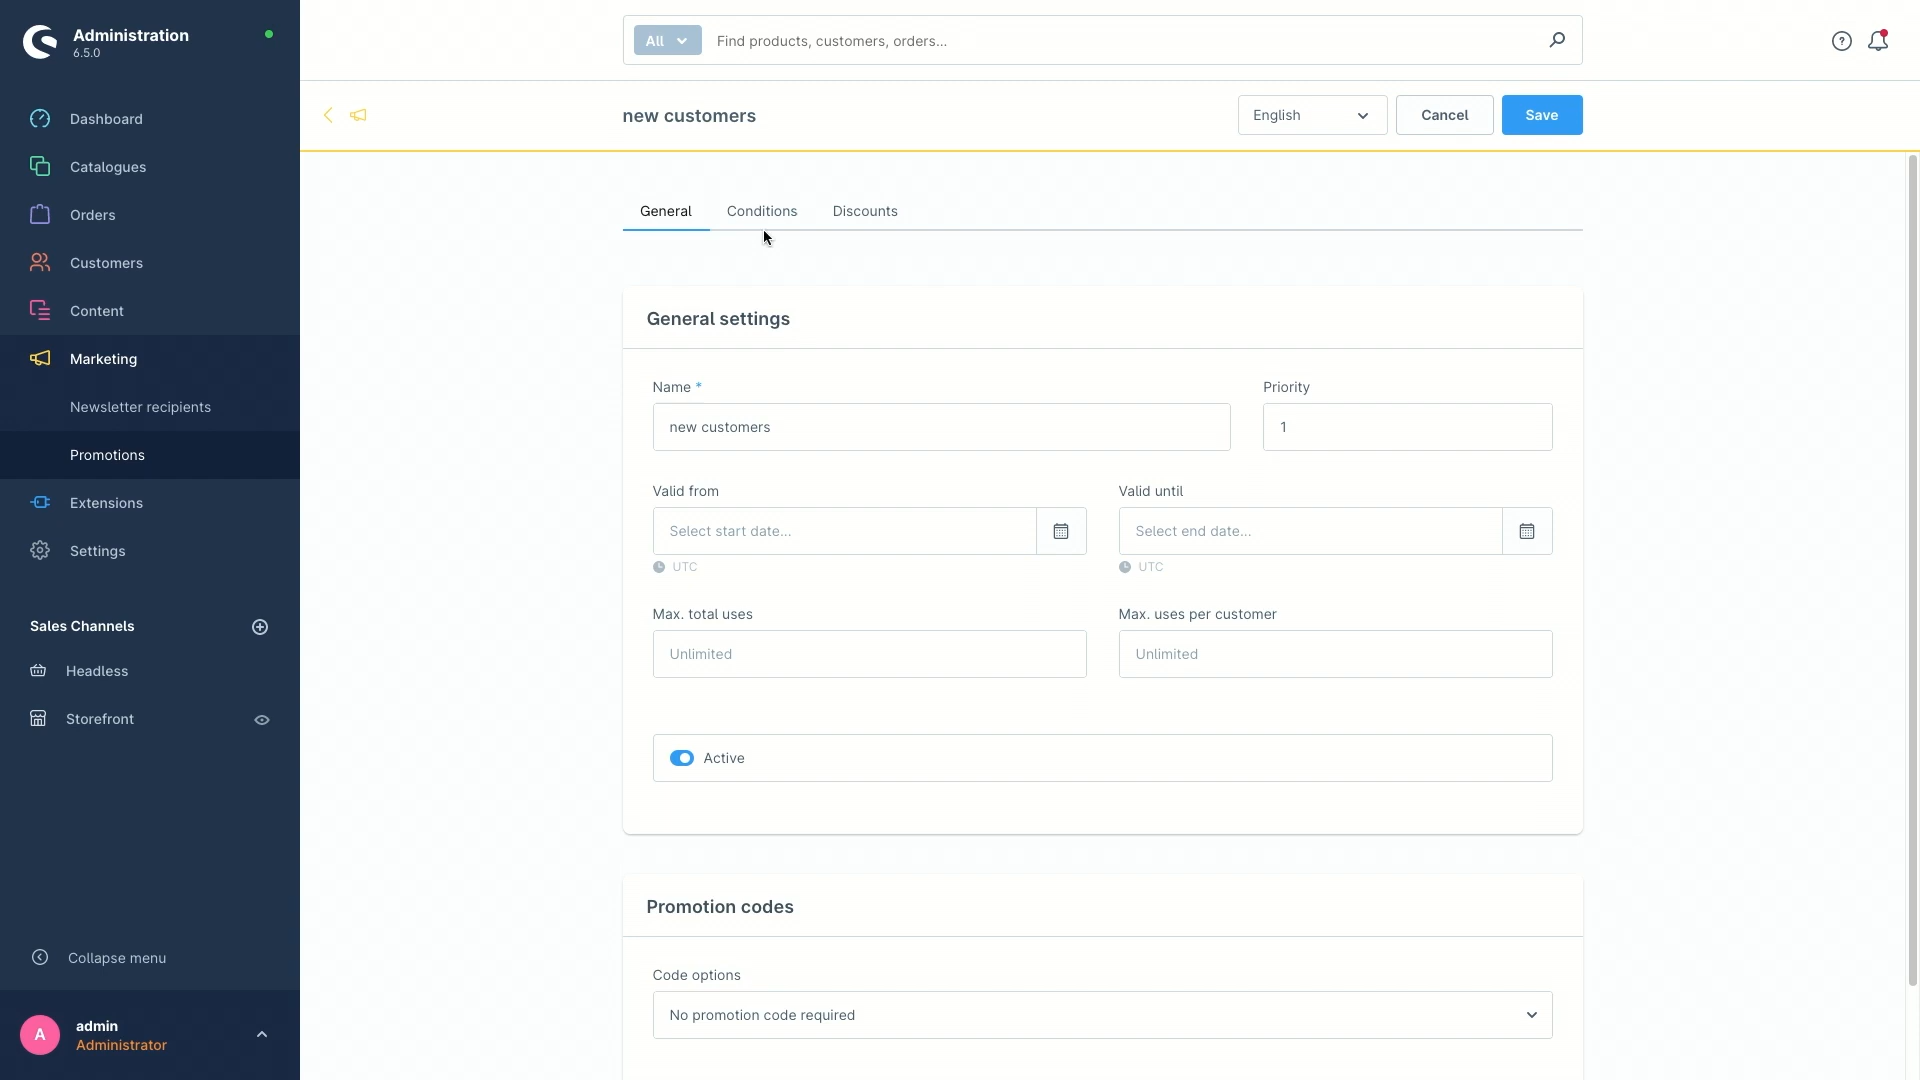 Administration
6.5.0
Dashboard
Catalogues
Orders
Customers
Content
Marketing
Newsletter recipients
Promotions
Extensions
Settings
Sales Channels
Headless
Storefront
Collapse menu
A
admin
Administrator
All
Find products, customers, orders...
new customers
English
Cancel
Save
General Conditions Discounts
General settings
Name * Priority
new customers 1
Valid from Valid until
Select start date... Select end date...
UTC UTC
Max. total uses Max. uses per customer
Unlimited Unlimited
Active
Promotion codes
Code options
No promotion code required